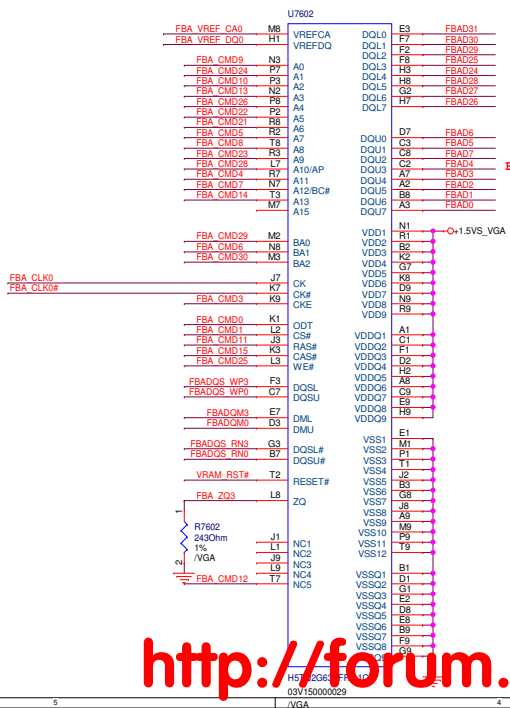 U7602
FBA_VREF_CA0 M8 VREFCA DQL0 E3 FBAD31
FBA_VREF_DQ0 H1 VREFDQ DQL1 F7 FBAD30
DQL2 F2 FBAD29
FBA_CMD9 N3 A0 DQL3 F8 FBAD25
FBA_CMD24 P7 A1 DQL4 H3 FBAD24
FBA_CMD10 P3 A2 DQL5 H8 FBAD28
FBA_CMD13 N2 A3 DQL6 G2 FBAD27
FBA_CMD26 P8 A4 DQL7 H7 FBAD26
FBA_CMD22 P2 A5
FBA_CMD21 R8 A6
FBA_CMD5 R2 A7 DQU0 D7 FBAD6
FBA_CMD8 T8 A8 DQU1 C3 FBAD5
FBA_CMD23 R3 A9 DQU2 C8 FBAD7
FBA_CMD28 L7 A10/AP DQU3 C2 FBAD4
FBA_CMD4 R7 A11 DQU4 A7 FBAD3
FBA_CMD7 N7 A12/BC# DQU5 A2 FBAD2
FBA_CMD14 T3 A13 DQU6 B8 FBAD1
M7 A15 DQU7 A3 FBAD0
VDD1 N1 +1.5VS_VGA
FBA_CMD29 M2 BA0 VDD2 R1
FBA_CMD6 N8 BA1 VDD3 B2
FBA_CMD30 M3 BA2 VDD4 K2
VDD5 G7
FBA_CLK0 J7 CK VDD6 K8
FBA_CLK0# K7 CK# VDD7 D9
FBA_CMD3 K9 CKE VDD8 N9
VDD9 R9
FBA_CMD0 K1 ODT VDDQ1 A1
FBA_CMD1 L2 CS# VDDQ2 C1
FBA_CMD11 J3 RAS# VDDQ3 F1
FBA_CMD15 K3 CAS# VDDQ4 D2
FBA_CMD25 L3 WE# VDDQ5 H2
FBADQS_WP3 F3 DQSL VDDQ6 A8
FBADQS_WP0 C7 DQSU VDDQ7 C9
VDDQ8 E9
FBADQM3 E7 DML VDDQ9 H9
FBADQM0 D3 DMU
VSS1 E1
FBADQS_RN3 G3 DQSL# VSS2 M1
FBADQS_RN0 B7 DQSU# VSS3 P1
VSS4 T1
VRAM_RST# T2 RESET# VSS5 J2
VSS6 B3
FBA_ZQ3 L8 ZQ VSS7 G8
VSS8 J8
1 VSS9 A9
R7602 VSS10 M9
243Ohm J1 NC1 VSS11 P9
1% L1 NC2 VSS12 T9
/VGA J9 NC3
2 L9 NC4 VSSQ1 B1
FBA_CMD12 T7 NC5 VSSQ2 D1
VSSQ3 G1
VSSQ4 E2
VSSQ5 D8
VSSQ6 E8
VSSQ7 B9
VSSQ8 F9
G9
http://forum.
03V150000029
/VGA
5 4